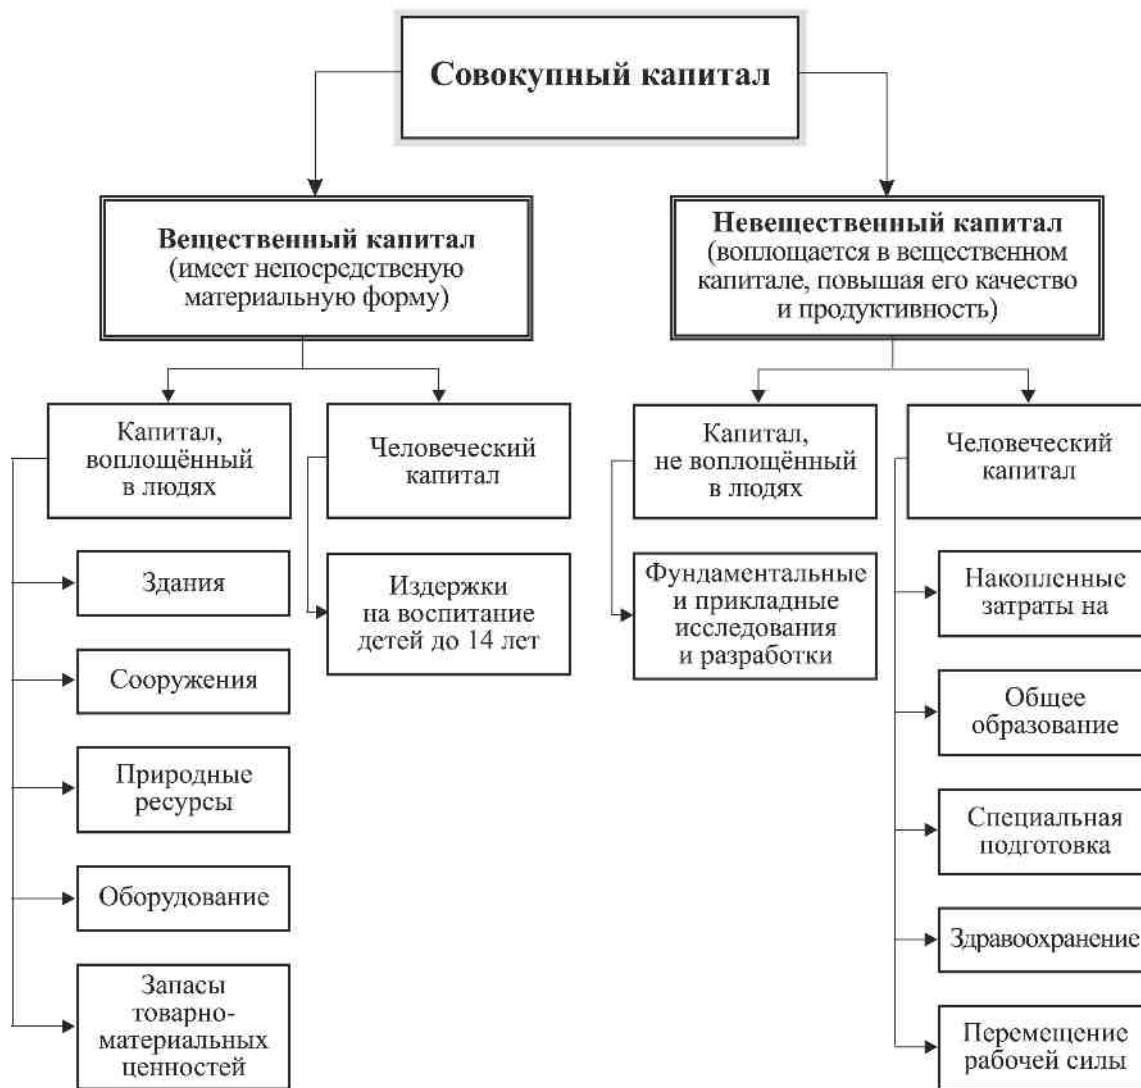 Совокупный капитал
Вещественный капитал
(имеет непосредственую
материальную форму)
Невещественный капитал
(воплощается в вещественном
капитале, повышая его качество
и продуктивность)
Капитал,
воплощённый
в людях
Человеческий
капитал
Капитал,
не воплощённый
в людях
Человеческий
капитал
Здания
Сооружения
Природные
ресурсы
Оборудование
Запасы
товарно-
материальных
ценностей
Издержки
на воспитание
детей до 14 лет
Фундаментальные
и прикладные
исследования
и разработки
Накопленные
затраты на
Общее
образование
Специальная
подготовка
Здравоохранение
Перемещение
рабочей силы